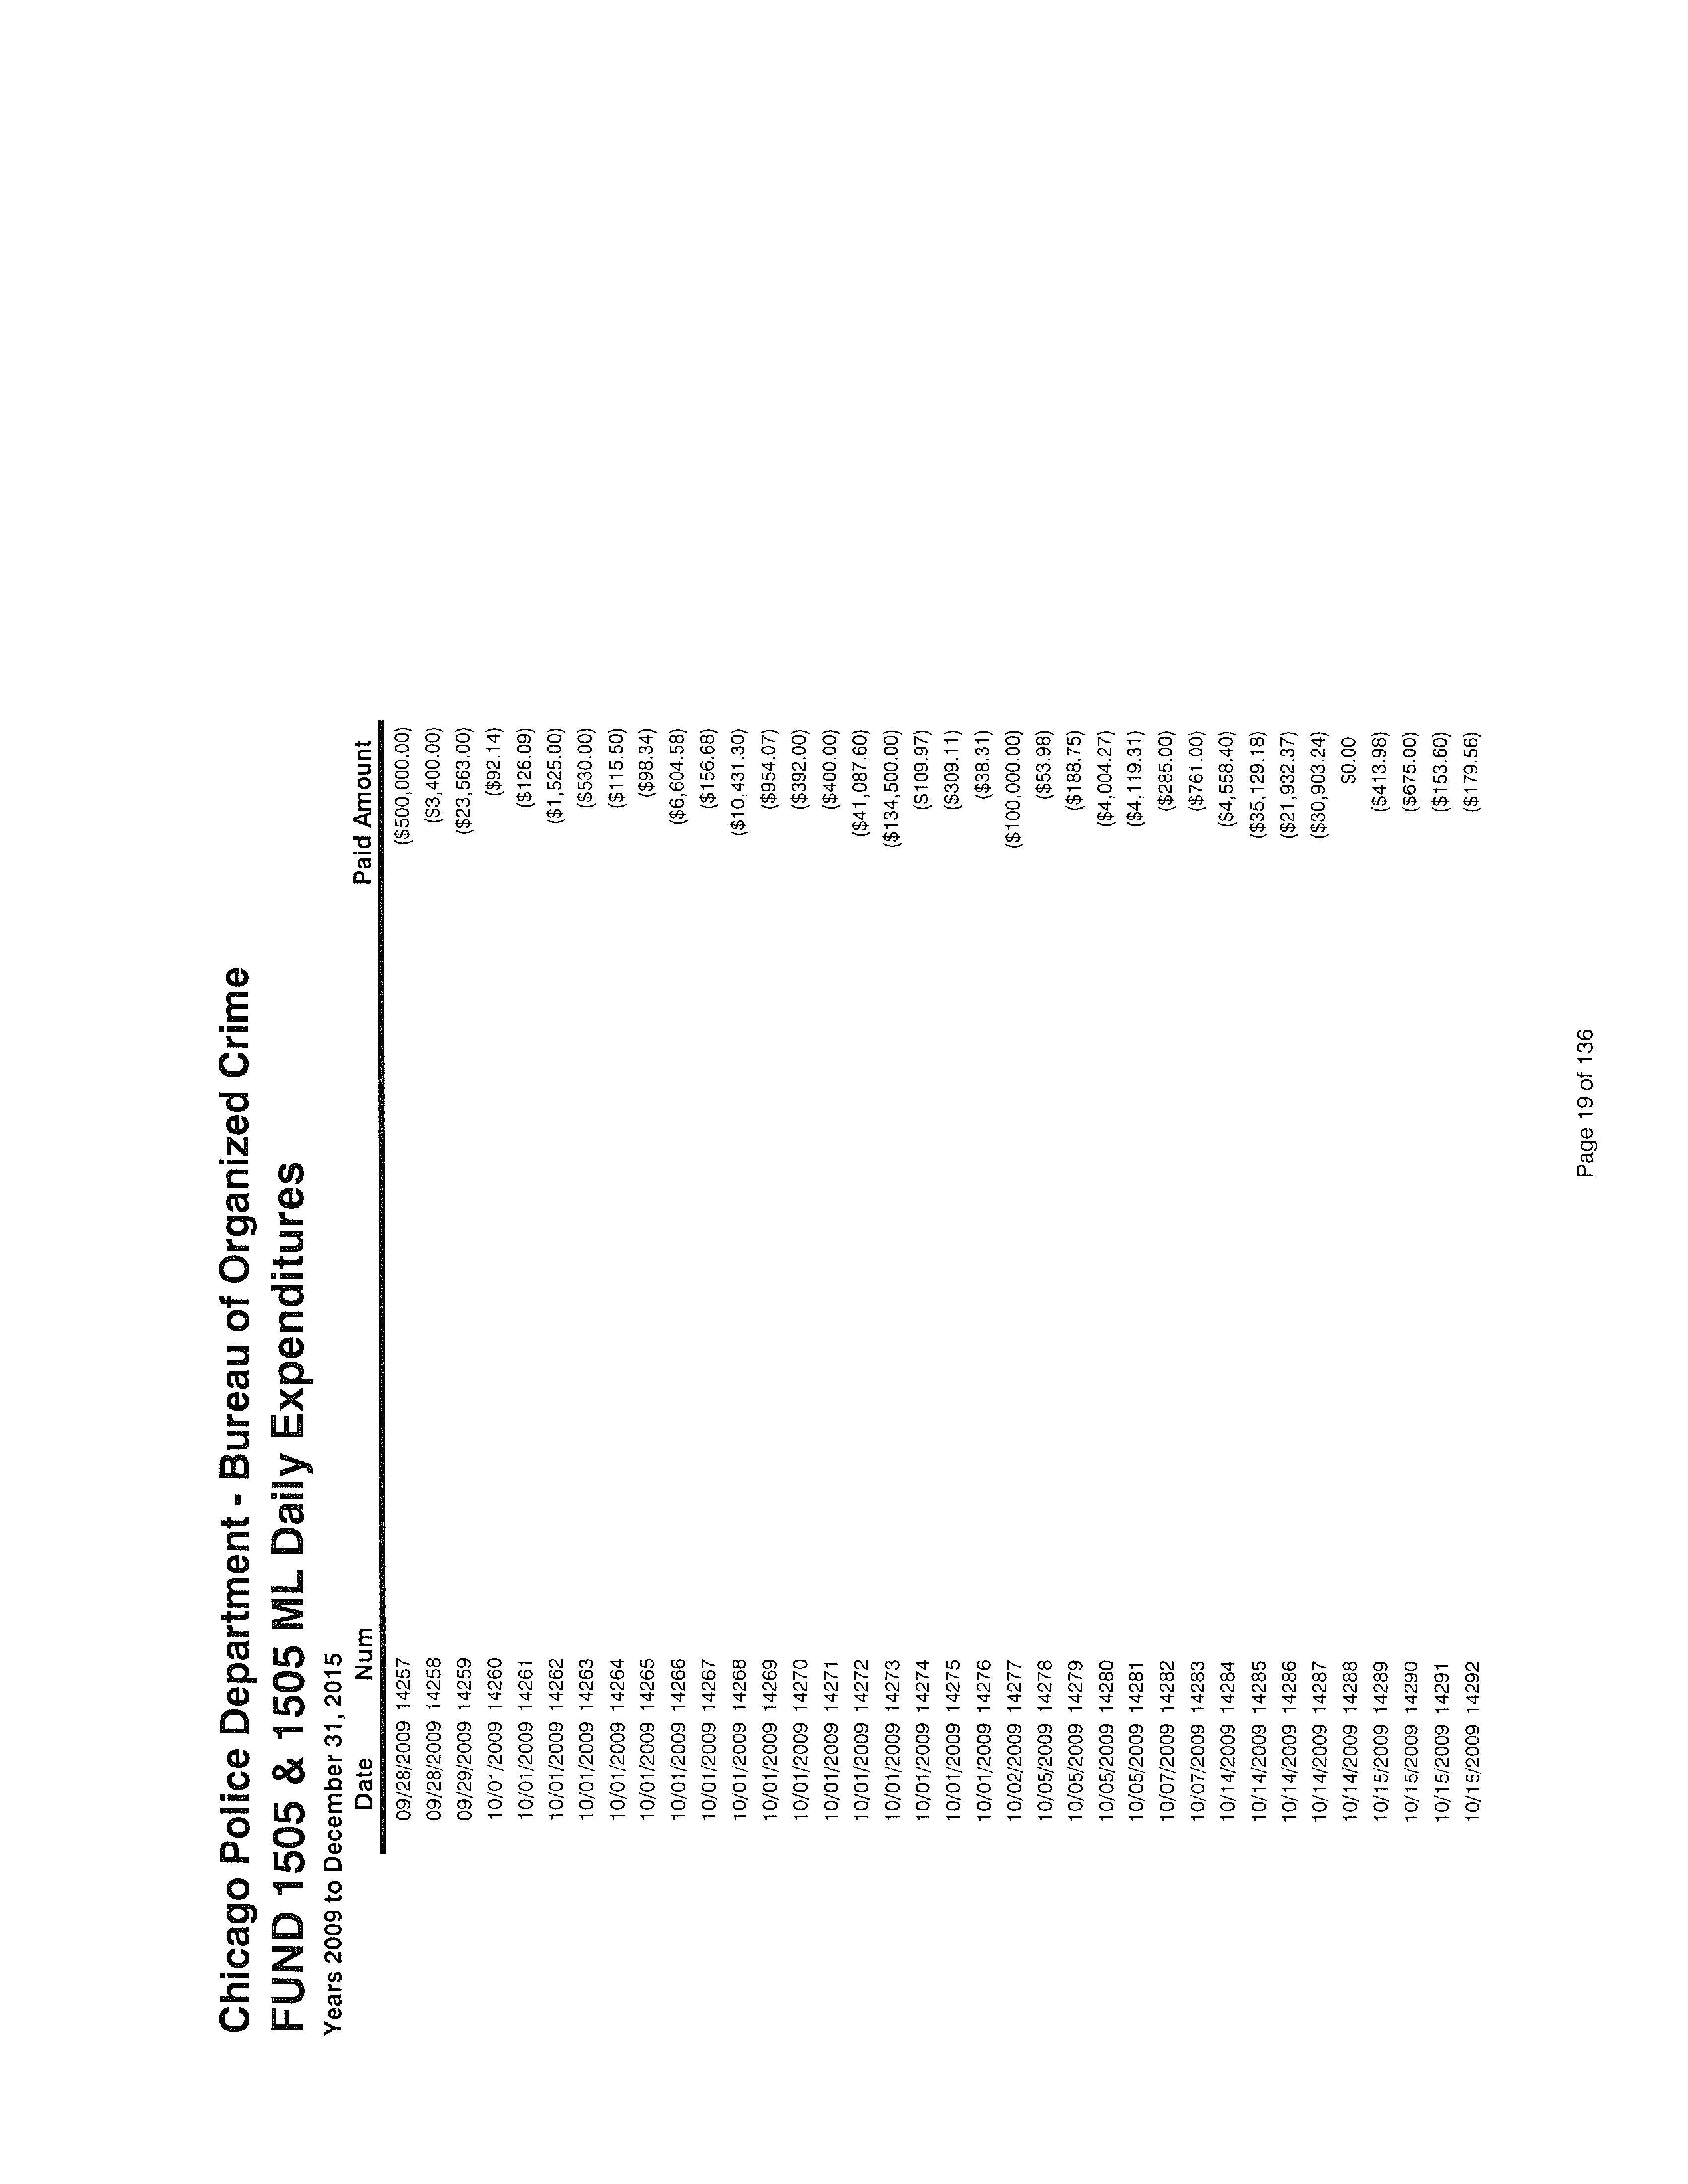 Chicago Police Department - Bureau of Organized Crime
FUND 1505 & 1505 ML Daily Expenditures
Years 2009 to December 31, 2015
Date Num Paid Amount
09/28/2009 14257 ($500,000.00)
09/28/2009 14258 ($3,400.00)
09/29/2009 14259 ($23,563.00)
10/01/2009 14260 ($92.14)
10/01/2009 14261 ($126.09)
10/01/2009 14262 ($1,525.00)
10/01/2009 14263 ($530.00)
10/01/2009 14264 ($115.50)
10/01/2009 14265 ($98.34)
10/01/2009 14266 ($6,604.58)
10/01/2009 14267 ($156.68)
10/01/2009 14268 ($10,431.30)
10/01/2009 14269 ($954.07)
10/01/2009 14270 ($392.00)
10/01/2009 14271 ($400.00)
10/01/2009 14272 ($41,087.60)
10/01/2009 14273 ($134,500.00)
10/01/2009 14274 ($109.97)
10/01/2009 14275 ($309.11)
10/01/2009 14276 ($38.31)
10/02/2009 14277 ($100,000.00)
10/05/2009 14278 ($53.98)
10/05/2009 14279 ($188.75)
10/05/2009 14280 ($4,004.27)
10/05/2009 14281 ($4,119.31)
10/07/2009 14282 ($285.00)
10/07/2009 14283 ($761.00)
10/14/2009 14284 ($4,558.40)
10/14/2009 14285 ($35,129.18)
10/14/2009 14286 ($21,932.37)
10/14/2009 14287 ($30,903.24)
10/14/2009 14288 $0.00
10/15/2009 14289 ($413.98)
10/15/2009 14290 ($675.00)
10/15/2009 14291 ($153.60)
10/15/2009 14292 ($179.56)
Page 19 of 136